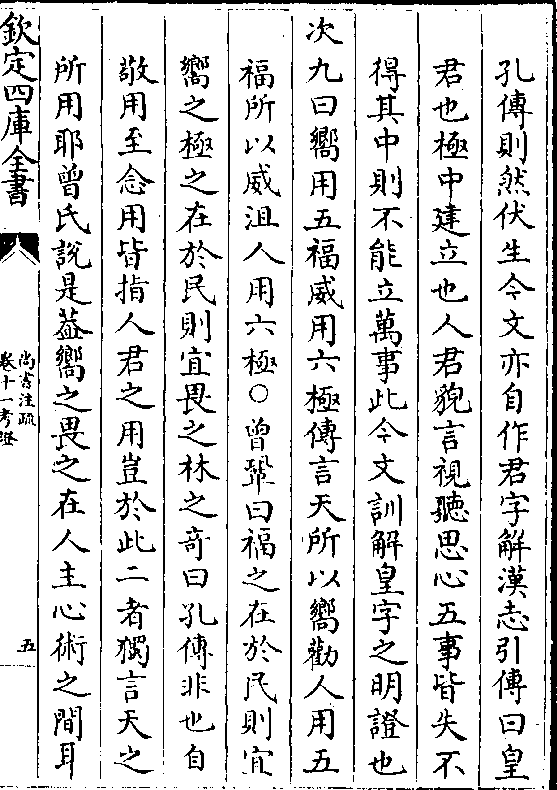 孔傳則然伏生今文亦自作君字解漢志引傳曰皇
君也極中建立也人君貌言視聽思心五事皆失不
得其中則不能立萬事此今文訓解皇字之明證也
次九曰嚮用五福威用六極傳言天所以嚮勸人用五
福所以威沮人用六極○曾鞏曰福之在於民則宜
嚮之極之在於民則宜畏之林之奇曰孔傳非也自
敬用至念用皆指人君之用豈於此二者獨言天之
所用耶曾氏說是葢嚮之畏之在人主心術之間耳
欽定四庫全書
尚書注疏
卷十一考證
五